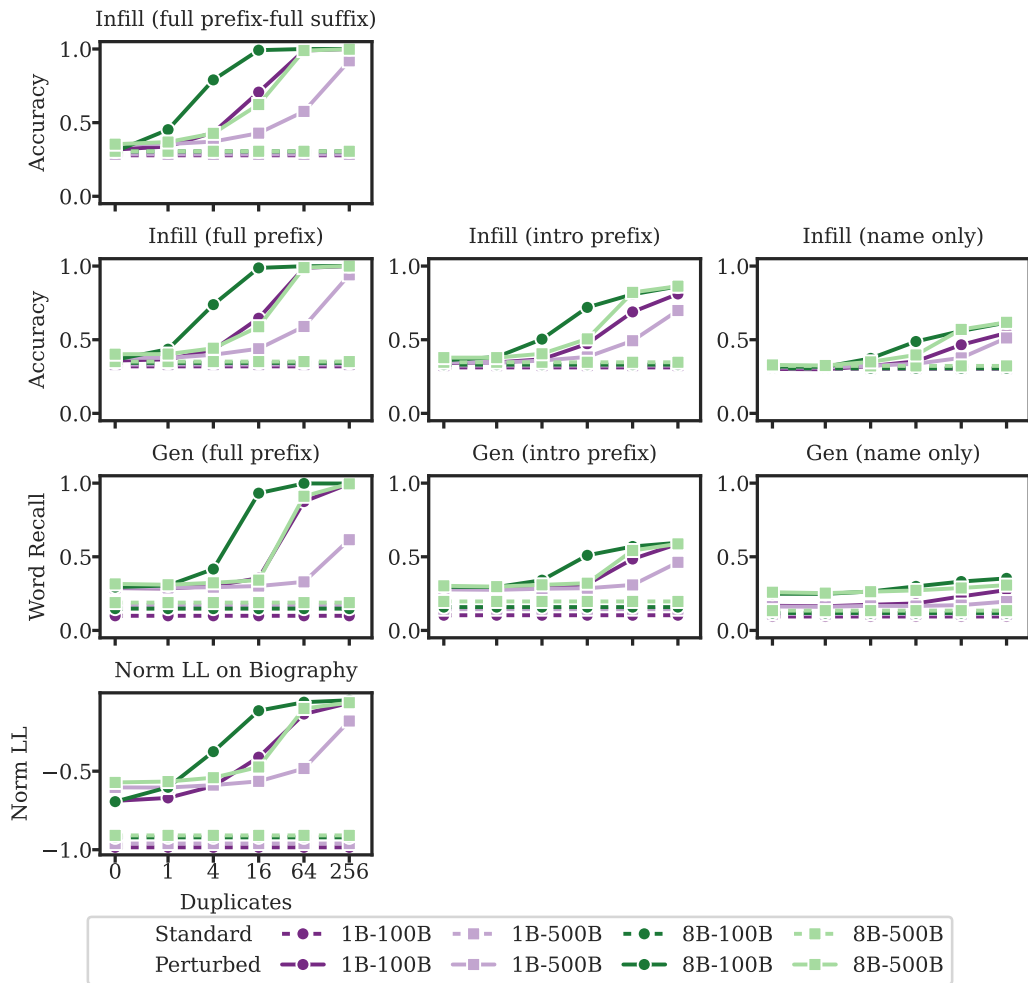 Infill (full prefix-full suffix)
1.0
0.5
0.0
Accuracy
Infill (full prefix) Infill (intro prefix) Infill (name only)
1.0 1.0 1.0
0.5 0.5 0.5
0.0 0.0 0.0
Accuracy
Gen (full prefix) Gen (intro prefix) Gen (name only)
1.0 1.0 1.0
0.5 0.5 0.5
0.0 0.0 0.0
Word Recall
Norm LL on Biography
−0.5
−1.0
Norm LL
0 1 4 16 64 256
Duplicates
Standard 1B-100B 1B-500B 8B-100B 8B-500B
Perturbed 1B-100B 1B-500B 8B-100B 8B-500B